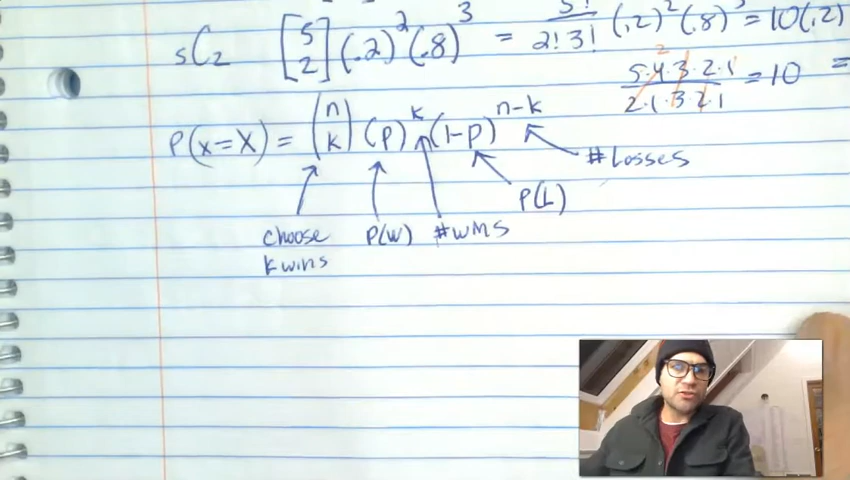 5C2 [5 2] (.2)^2 (.8)^3 = 5!/2!3! (.2)^2 (.8)^3 = 10(.2)
5·4·3·2·1/2·1·3·2·1 = 10 =
2
P(x=X) = (n k) (p)^k (1-p)^n-k
#Losses
P(L)
choose P(W) #wins
k wins